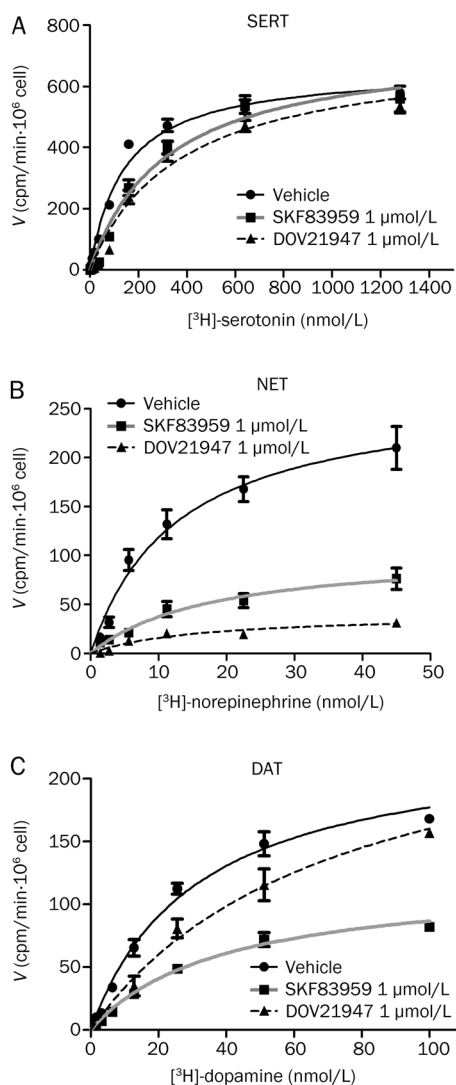 A
SERT
800
600
400
200
0
V (cpm/min·10⁶ cell)
Vehicle
SKF83959 1 µmol/L
DOV21947 1 µmol/L
0 200 400 600 800 1000 1200 1400
[³H]-serotonin (nmol/L)
B
NET
Vehicle
SKF83959 1 µmol/L
DOV21947 1 µmol/L
250
200
150
100
50
0
V (cpm/min·10⁶ cell)
0 10 20 30 40 50
[³H]-norepinephrine (nmol/L)
C
DAT
200
150
100
50
0
V (cpm/min·10⁶ cell)
Vehicle
SKF83959 1 µmol/L
DOV21947 1 µmol/L
0 20 40 60 80 100
[³H]-dopamine (nmol/L)